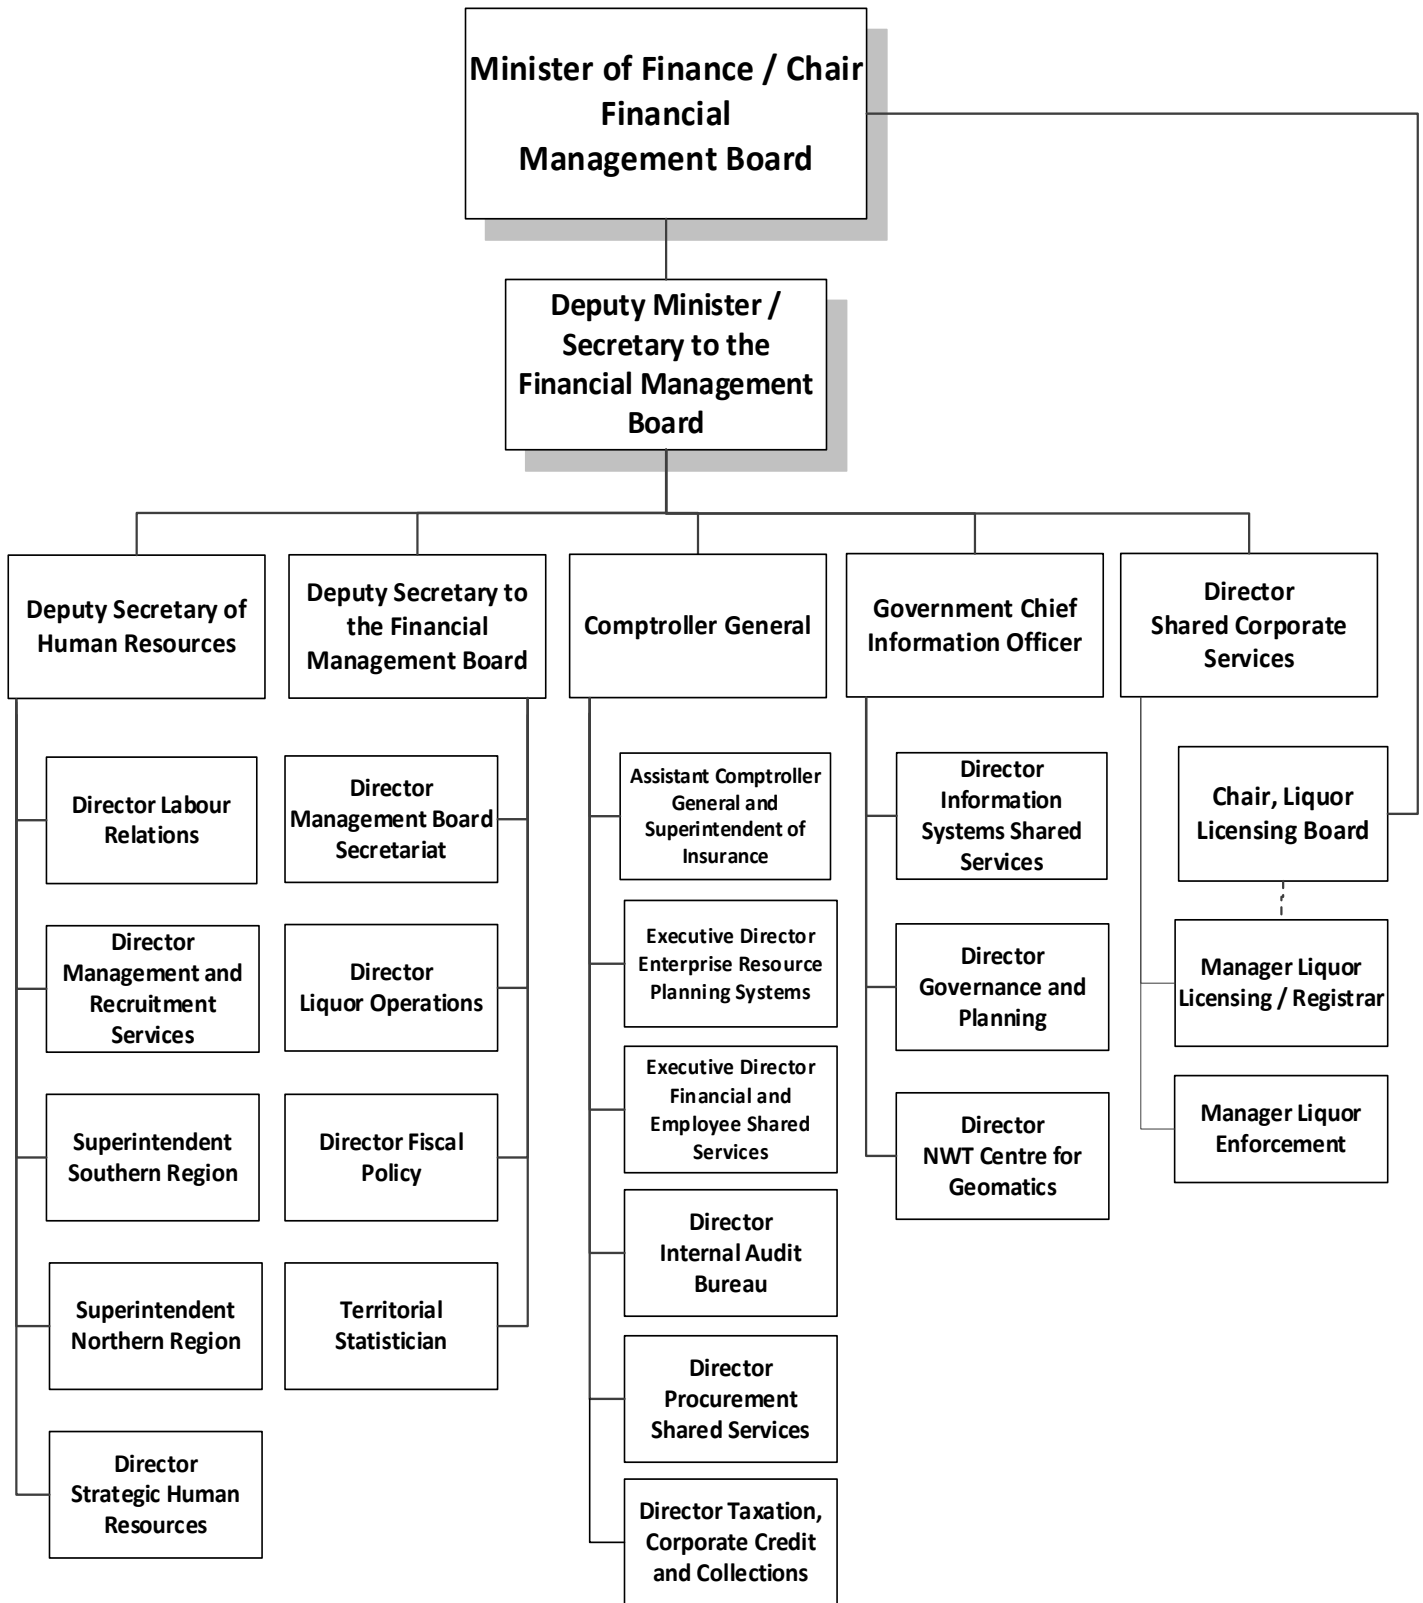 Minister of Finance / Chair
Financial
Management Board
Deputy Minister /
Secretary to the
Financial Management
Board
Deputy Secretary of
Human Resources
Deputy Secretary to
the Financial
Management Board
Comptroller General
Government Chief
Information Officer
Director
Shared Corporate
Services
Director Labour
Relations
Director
Management and
Recruitment
Services
Superintendent
Southern Region
Superintendent
Northern Region
Director
Strategic Human
Resources
Director
Management Board
Secretariat
Director
Liquor Operations
Director Fiscal
Policy
Territorial
Statistician
Assistant Comptroller
General and
Superintendent of
Insurance
Executive Director
Enterprise Resource
Planning Systems
Executive Director
Financial and
Employee Shared
Services
Director
Internal Audit
Bureau
Director
Procurement
Shared Services
Director Taxation,
Corporate Credit
and Collections
Director
Information
Systems Shared
Services
Director
Governance and
Planning
Director
NWT Centre for
Geomatics
Chair, Liquor
Licensing Board
Manager Liquor
Licensing / Registrar
Manager Liquor
Enforcement